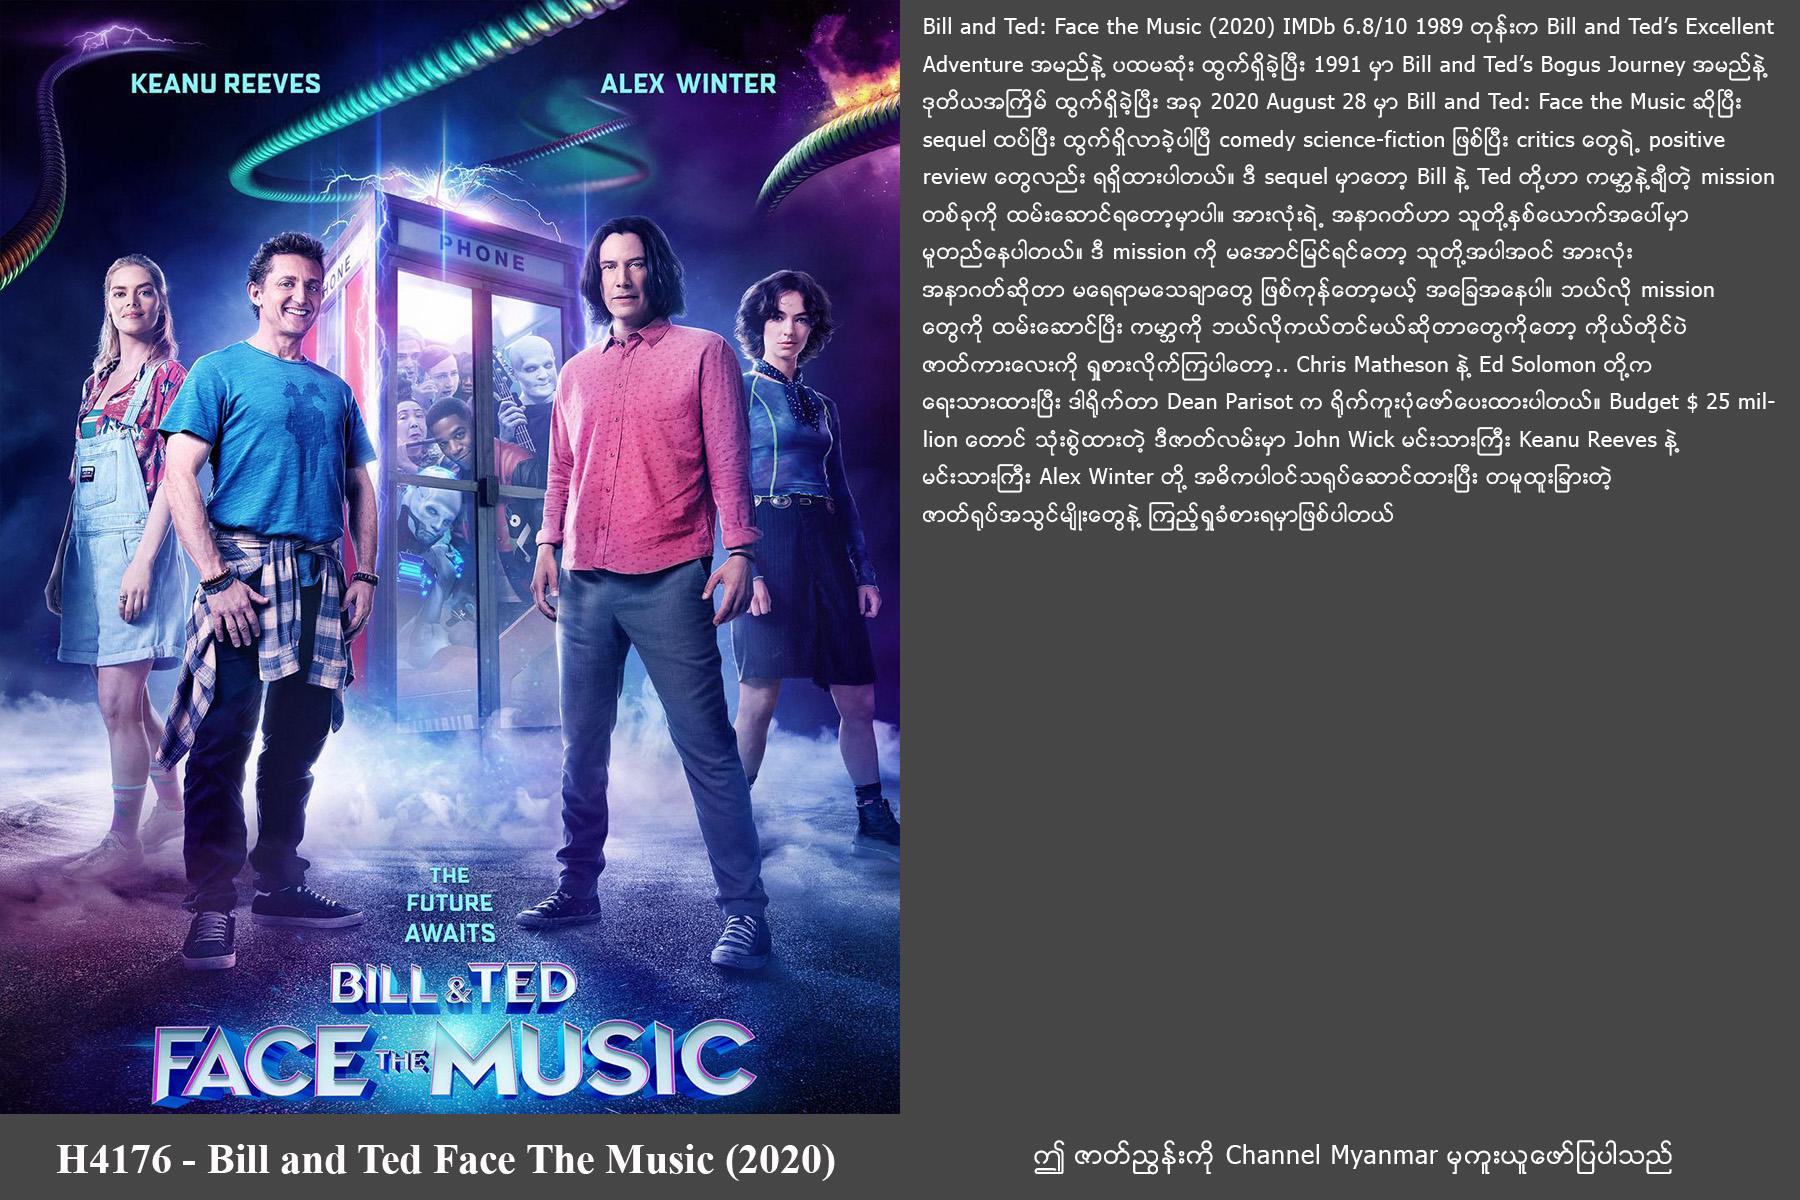 KEANU REEVES
ALEX WINTER
PHONE
PHONE
THE
FUTURE
AWAITS
BILL & TED
FACE THE MUSIC
H4176 - Bill and Ted Face The Music (2020)
Bill and Ted: Face the Music (2020) IMDb 6.8/10 1989 တုန်းက Bill and Ted’s Excellent
Adventure အမည်နဲ့ ပထမဆုံး ထွက်ရှိခဲ့ပြီး 1991 မှာ Bill and Ted’s Bogus Journey အမည်နဲ့
ဒုတိယအကြိမ် ထွက်ရှိခဲ့ပြီး အခု 2020 August 28 မှာ Bill and Ted: Face the Music ဆိုပြီး
sequel ထပ်ပြီး ထွက်ရှိလာခဲ့ပါပြီ comedy science-fiction ဖြစ်ပြီး critics တွေရဲ့ positive
review တွေလည်း ရရှိထားပါတယ်။ ဒီ sequel မှာတော့ Bill နဲ့ Ted တို့ဟာ ကမ္ဘာနဲ့ချီတဲ့ mission
တစ်ခုကို ထမ်းဆောင်ရတော့မှာပါ။ အားလုံးရဲ့ အနာဂတ်ဟာ သူတို့နှစ်ယောက်အပေါ်မှာ
မူတည်နေပါတယ်။ ဒီ mission ကို မအောင်မြင်ရင်တော့ သူတို့အပါအဝင် အားလုံး
အနာဂတ်ဆိုတာ မရေရာမသေချာတွေ ဖြစ်ကုန်တော့မယ့် အခြေအနေပါ။ ဘယ်လို mission
တွေကို ထမ်းဆောင်ပြီး ကမ္ဘာကို ဘယ်လိုကယ်တင်မယ်ဆိုတာတွေကိုတော့ ကိုယ်တိုင်ပဲ
ဇာတ်ကားလေးကို ရှုစားလိုက်ကြပါတော့.. Chris Matheson နဲ့ Ed Solomon တို့က
ရေးသားထားပြီး ဒါရိုက်တာ Dean Parisot က ရိုက်ကူးပုံဖော်ပေးထားပါတယ်။ Budget $ 25 mil-
lion တောင် သုံးစွဲထားတဲ့ ဒီဇာတ်လမ်းမှာ John Wick မင်းသားကြီး Keanu Reeves နဲ့
မင်းသားကြီး Alex Winter တို့ အဓိကပါဝင်သရုပ်ဆောင်ထားပြီး တမူထူးခြားတဲ့
ဇာတ်ရုပ်အသွင်မျိုးတွေနဲ့ ကြည့်ရှုခံစားရမှာဖြစ်ပါတယ်
ဤ ဇာတ်ညွှန်းကို Channel Myanmar မှကူးယူဖော်ပြပါသည်